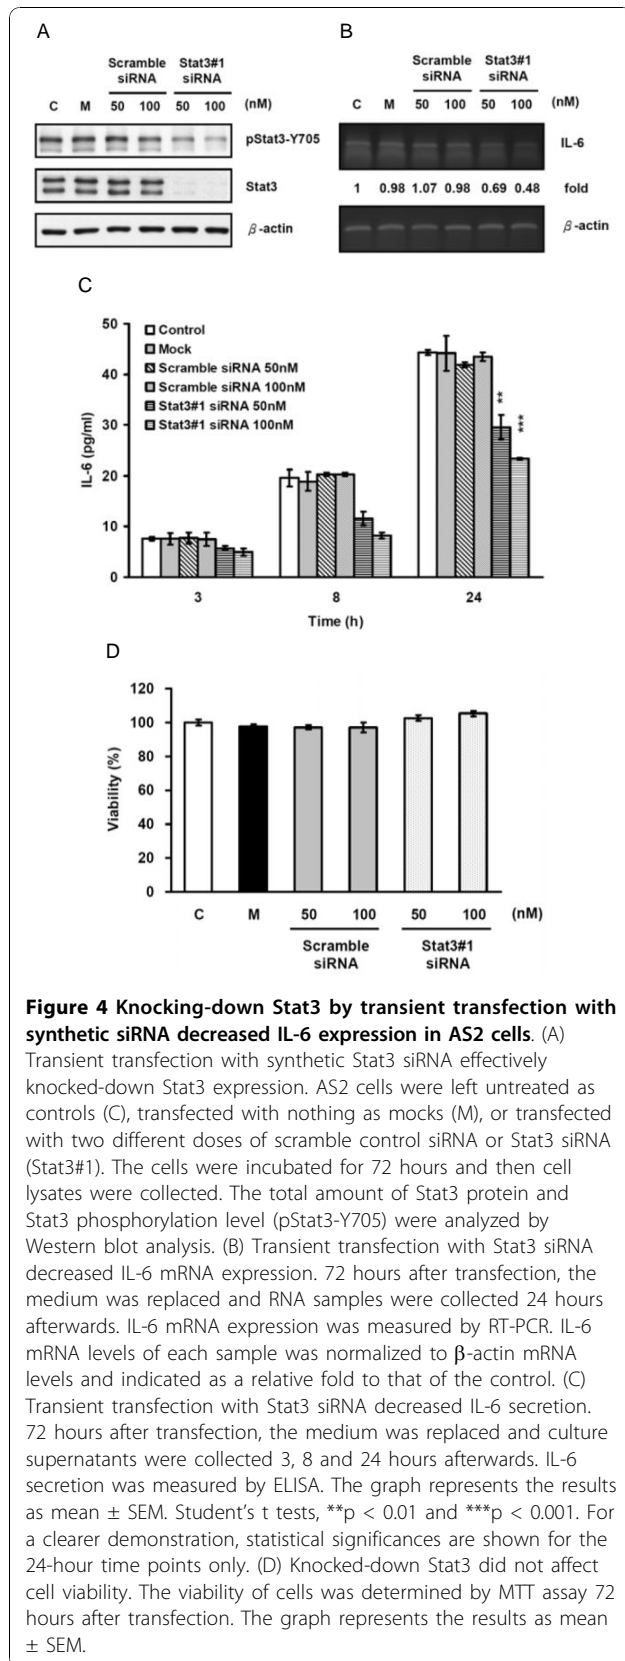 A
Scramble Stat3#1
siRNA siRNA
C M 50 100 50 100 (nM)
pStat3-Y705
Stat3
β-actin
B
Scramble Stat3#1
siRNA siRNA
C M 50 100 50 100 (nM)
IL-6
1 0.98 1.07 0.98 0.69 0.48 fold
β-actin
C
50
40
30
20
10
0
IL-6 (pg/ml)
Control
Mock
Scramble siRNA 50nM
Scramble siRNA 100nM
Stat3#1 siRNA 50nM
Stat3#1 siRNA 100nM
**
***
3 8 24
Time (h)
D
120
100
80
60
40
20
0
Viability (%)
C M 50 100 50 100 (nM)
Scramble Stat3#1
siRNA siRNA
Figure 4 Knocking-down Stat3 by transient transfection with
synthetic siRNA decreased IL-6 expression in AS2 cells. (A)
Transient transfection with synthetic Stat3 siRNA effectively
knocked-down Stat3 expression. AS2 cells were left untreated as
controls (C), transfected with nothing as mocks (M), or transfected
with two different doses of scramble control siRNA or Stat3 siRNA
(Stat3#1). The cells were incubated for 72 hours and then cell
lysates were collected. The total amount of Stat3 protein and
Stat3 phosphorylation level (pStat3-Y705) were analyzed by
Western blot analysis. (B) Transient transfection with Stat3 siRNA
decreased IL-6 mRNA expression. 72 hours after transfection, the
medium was replaced and RNA samples were collected 24 hours
afterwards. IL-6 mRNA expression was measured by RT-PCR. IL-6
mRNA levels of each sample was normalized to β-actin mRNA
levels and indicated as a relative fold to that of the control. (C)
Transient transfection with Stat3 siRNA decreased IL-6 secretion.
72 hours after transfection, the medium was replaced and culture
supernatants were collected 3, 8 and 24 hours afterwards. IL-6
secretion was measured by ELISA. The graph represents the results
as mean ± SEM. Student's t tests, **p < 0.01 and ***p < 0.001. For
a clearer demonstration, statistical significances are shown for the
24-hour time points only. (D) Knocked-down Stat3 did not affect
cell viability. The viability of cells was determined by MTT assay 72
hours after transfection. The graph represents the results as mean
± SEM.